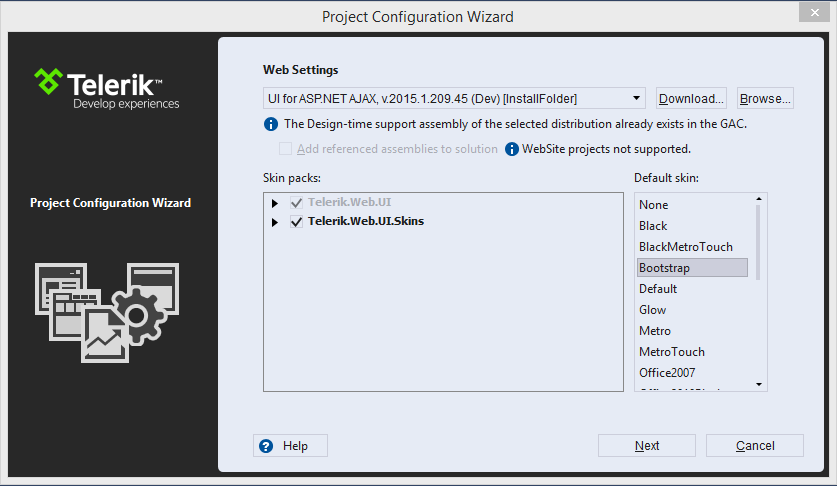 Project Configuration Wizard
Telerik™
Develop experiences
Project Configuration Wizard
Web Settings
UI for ASP.NET AJAX, v.2015.1.209.45 (Dev) [InstallFolder]
Download...
Browse...
The Design-time support assembly of the selected distribution already exists in the GAC.
Add referenced assemblies to solution
WebSite projects not supported.
Skin packs:
Telerik.Web.UI
Telerik.Web.UI.Skins
Default skin:
None
Black
BlackMetroTouch
Bootstrap
Default
Glow
Metro
MetroTouch
Office2007
Help
Next
Cancel